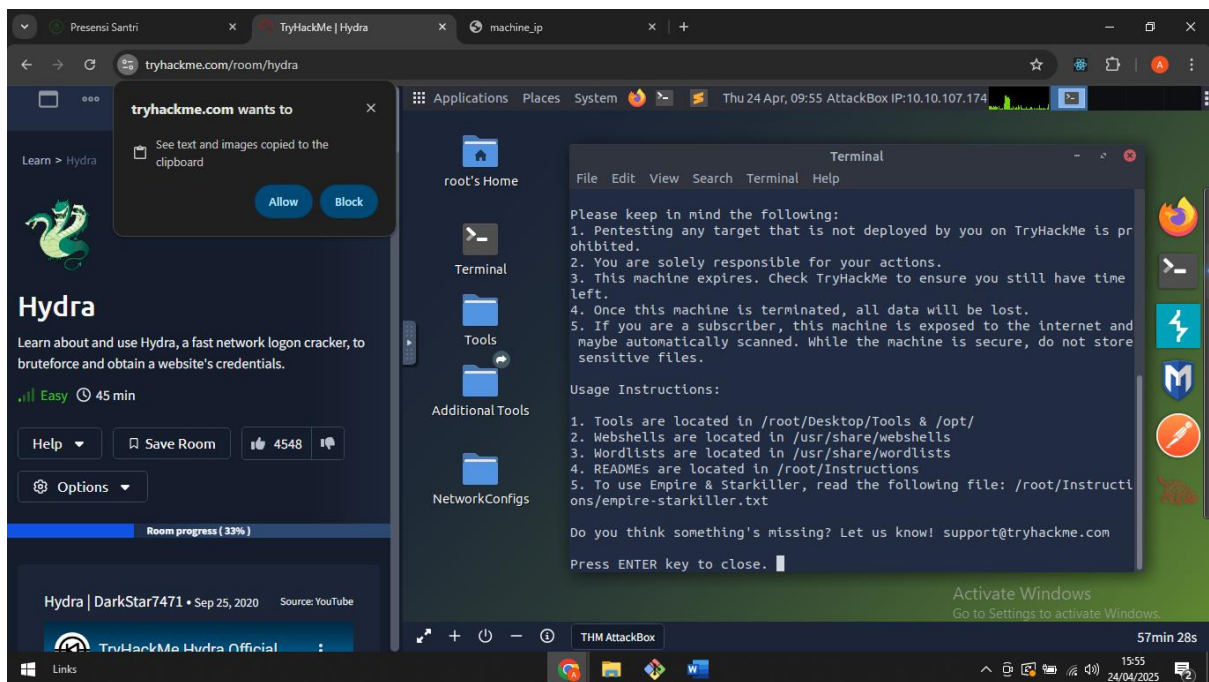 Presensi Santri
TryHackMe | Hydra
machine_ip
tryhackme.com/room/hydra
tryhackme.com wants to
See text and images copied to the
clipboard
Allow
Block
Learn > Hydra
Hydra
Learn about and use Hydra, a fast network logon cracker, to
bruteforce and obtain a website's credentials.
Easy 45 min
Help
Save Room
4548
Options
Room progress ( 33% )
Hydra | DarkStar7471 • Sep 25, 2020 Source: YouTube
TryHackMe Hydra Official
Applications Places System Thu 24 Apr, 09:55 AttackBox IP:10.10.107.174
root's Home
Terminal
Tools
Additional Tools
NetworkConfigs
Terminal
File Edit View Search Terminal Help
Please keep in mind the following:
1. Pentesting any target that is not deployed by you on TryHackMe is pr
ohibited.
2. You are solely responsible for your actions.
3. This machine expires. Check TryHackMe to ensure you still have time
left.
4. Once this machine is terminated, all data will be lost.
5. If you are a subscriber, this machine is exposed to the internet and
maybe automatically scanned. While the machine is secure, do not store
sensitive files.
Usage Instructions:
1. Tools are located in /root/Desktop/Tools & /opt/
2. Webshells are located in /usr/share/webshells
3. Wordlists are located in /usr/share/wordlists
4. READMEs are located in /root/Instructions
5. To use Empire & Starkiller, read the following file: /root/Instructi
ons/empire-starkiller.txt
Do you think something's missing? Let us know! support@tryhackme.com
Press ENTER key to close.
Activate Windows
Go to Settings to activate Windows.
THM AttackBox
57min 28s
Links
15:55
24/04/2025